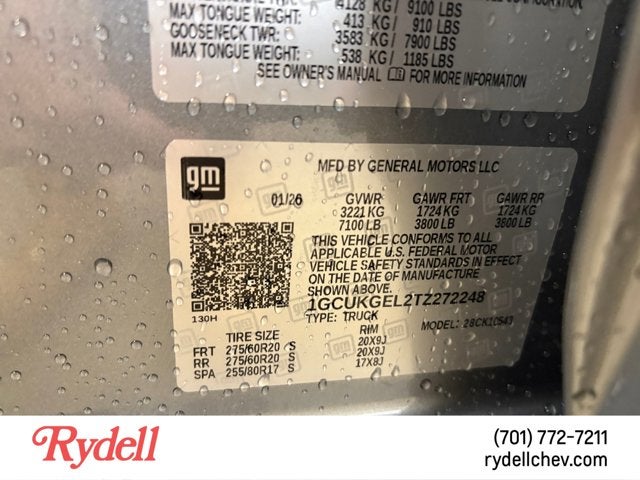 4128 KG/ 9100 LBS
MAX TONGUE WEIGHT: 413 KG/ 910 LBS
GOOSENECK TWR: 3583 KG/ 7900 LBS
MAX TONGUE WEIGHT: 538 KG/ 1185 LBS
SEE OWNER'S MANUAL FOR MORE INFORMATION
gm
MFD BY GENERAL MOTORS LLC
01/26 GVWR GAWR FRT GAWR RR
3221 KG 1724 KG 1724 KG
7100 LB 3800 LB 3800 LB
THIS VEHICLE CONFORMS TO ALL
APPLICABLE U.S. FEDERAL MOTOR
VEHICLE SAFETY STANDARDS IN EFFECT
ON THE DATE OF MANUFACTURE
SHOWN ABOVE.
1GCUKGEL2TZ272248
130H
TYPE: TRUCK MODEL:
TIRE SIZE RIM
FRT 275/60R20 S 20X9J
RR 275/60R20 S 20X9J
SPA 255/80R17 S 17X8J
Rydell
(701) 772-7211
rydellchev.com